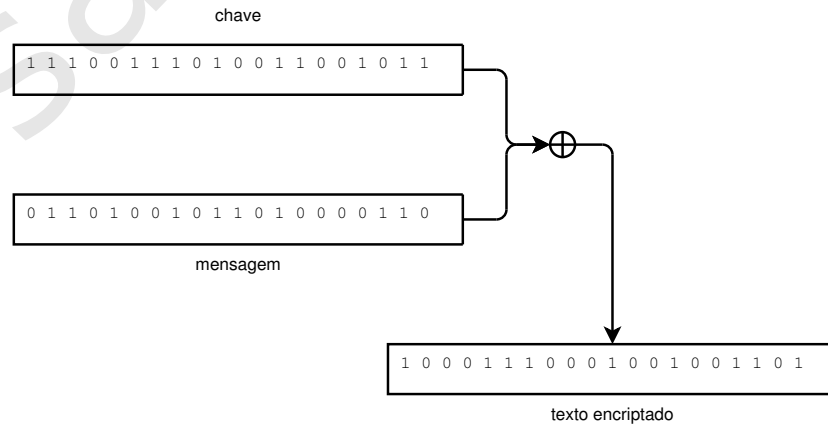 chave
1 1 1 0 0 1 1 1 0 1 0 0 1 1 0 0 1 0 1 1
0 1 1 0 1 0 0 1 0 1 1 0 1 0 0 0 0 1 1 0
mensagem
1 0 0 0 1 1 1 0 0 0 1 0 0 1 0 0 1 1 0 1
texto encriptado